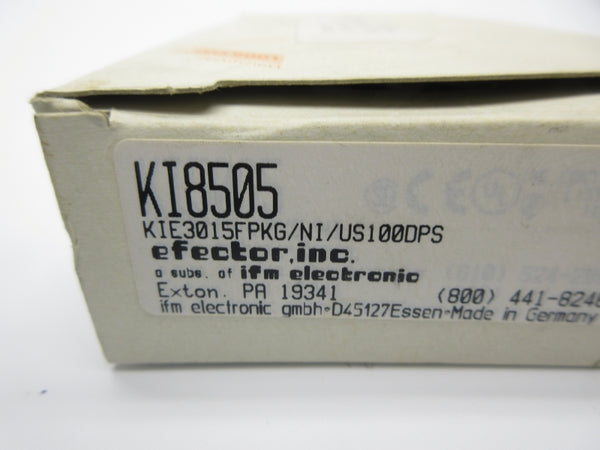 KI8505
KIE3015FPKG/NI/US100DPS
efector,inc.
a subs. of ifm electronic
Exton. PA 19341 (800) 441-8246
ifm electronic gmbh·D45127Essen·Made in Germany